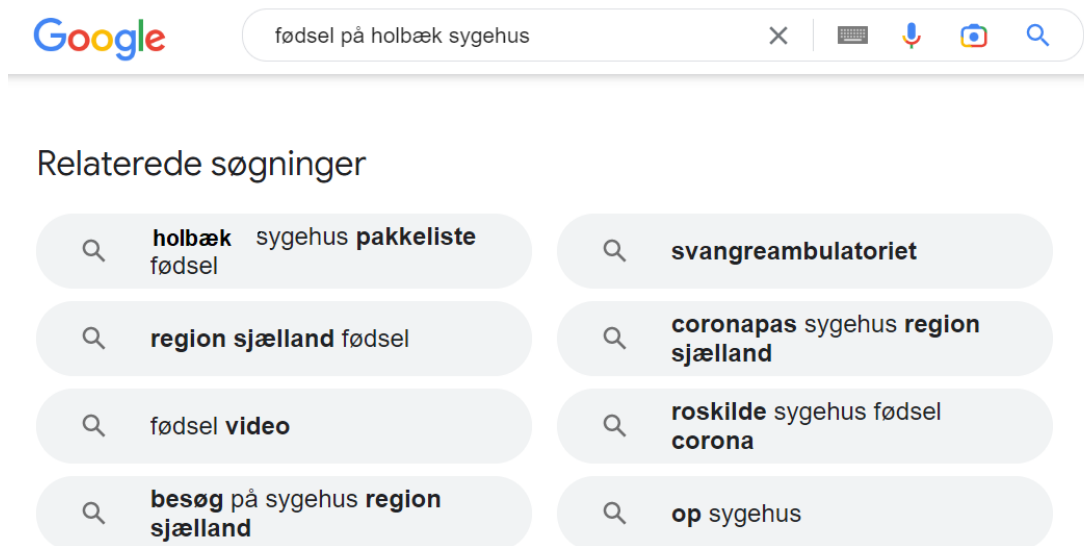 Google
fødsel på holbæk sygehus
Relaterede søgninger
holbæk sygehus pakkeliste
fødsel
svangreambulatoriet
region sjælland fødsel
coronapas sygehus region
sjælland
fødsel video
roskilde sygehus fødsel
corona
besøg på sygehus region
sjælland
op sygehus